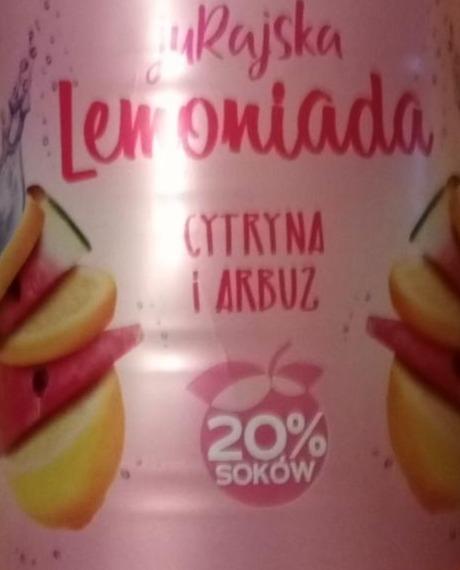 juRajska
Lemoniada
CYTRYNA
i ARBUZ
20%
SOKÓW